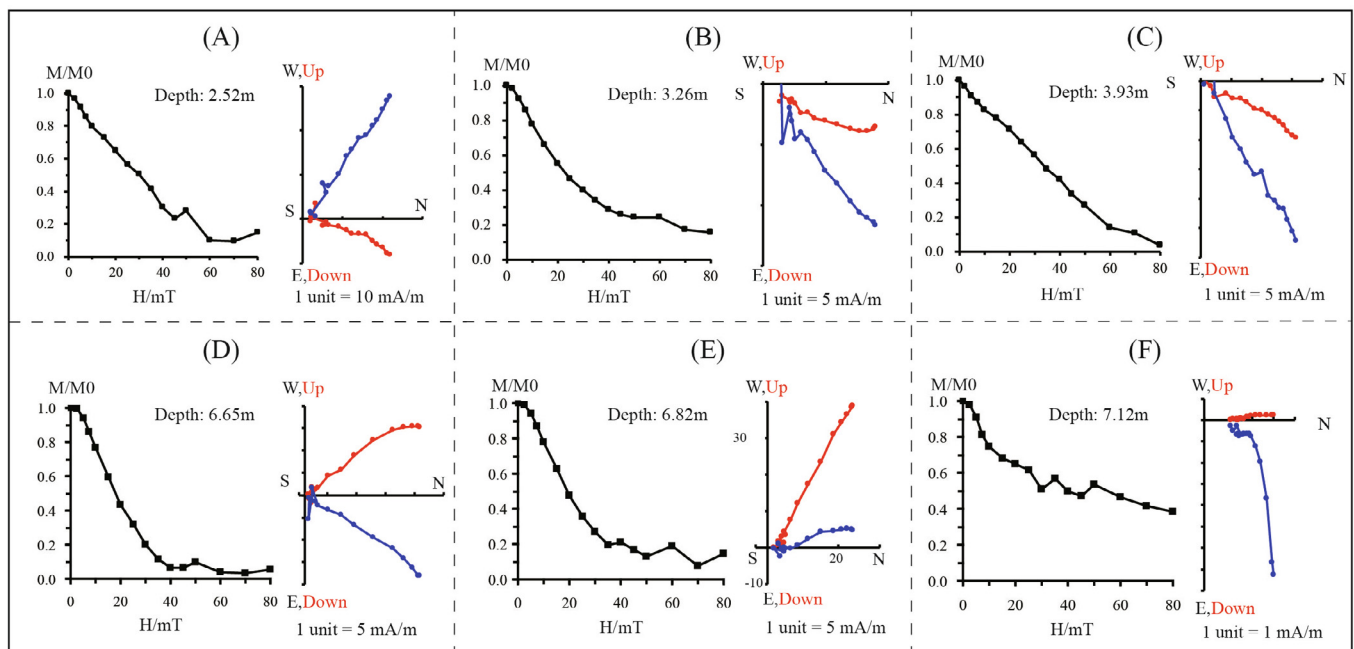 (A)
M/M0
Depth: 2.52m
1.0
0.8
0.6
0.4
0.2
0.0
0 20 40 60 80
H/mT
W,Up
S
N
E,Down
1 unit = 10 mA/m
(B)
M/M0
Depth: 3.26m
1.0
0.8
0.6
0.4
0.2
0.0
0 20 40 60 80
H/mT
W,Up
S
N
E,Down
1 unit = 5 mA/m
(C)
M/M0
Depth: 3.93m
1.0
0.8
0.6
0.4
0.2
0.0
0 20 40 60 80
H/mT
W,Up
S
N
E,Down
1 unit = 5 mA/m
(D)
M/M0
Depth: 6.65m
1.0
0.8
0.6
0.4
0.2
0.0
0 20 40 60 80
H/mT
W,Up
S
N
E,Down
1 unit = 5 mA/m
(E)
M/M0
Depth: 6.82m
1.0
0.8
0.6
0.4
0.2
0.0
0 20 40 60 80
H/mT
W,Up
30
S
20 N
-10
E,Down
1 unit = 5 mA/m
(F)
M/M0
Depth: 7.12m
1.0
0.8
0.6
0.4
0.2
0.0
0 20 40 60 80
H/mT
W,Up
N
E,Down
1 unit = 1 mA/m